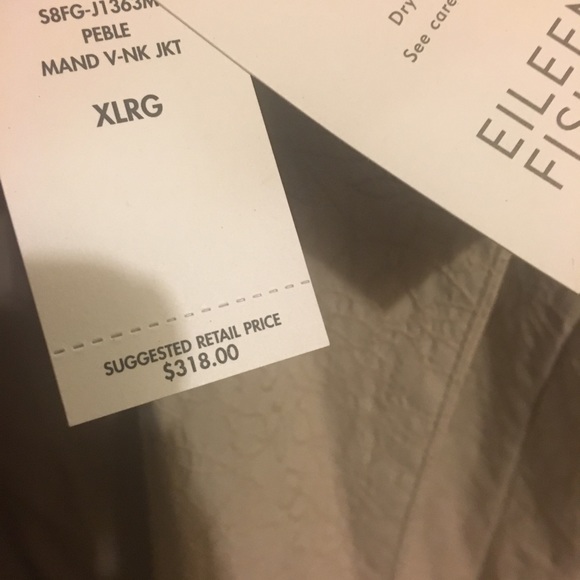 S8FG-J1363M
PEBLE
MAND V-NK JKT
XLRG
SUGGESTED RETAIL PRICE
$318.00
Dry
See care
EILEEN
FIS